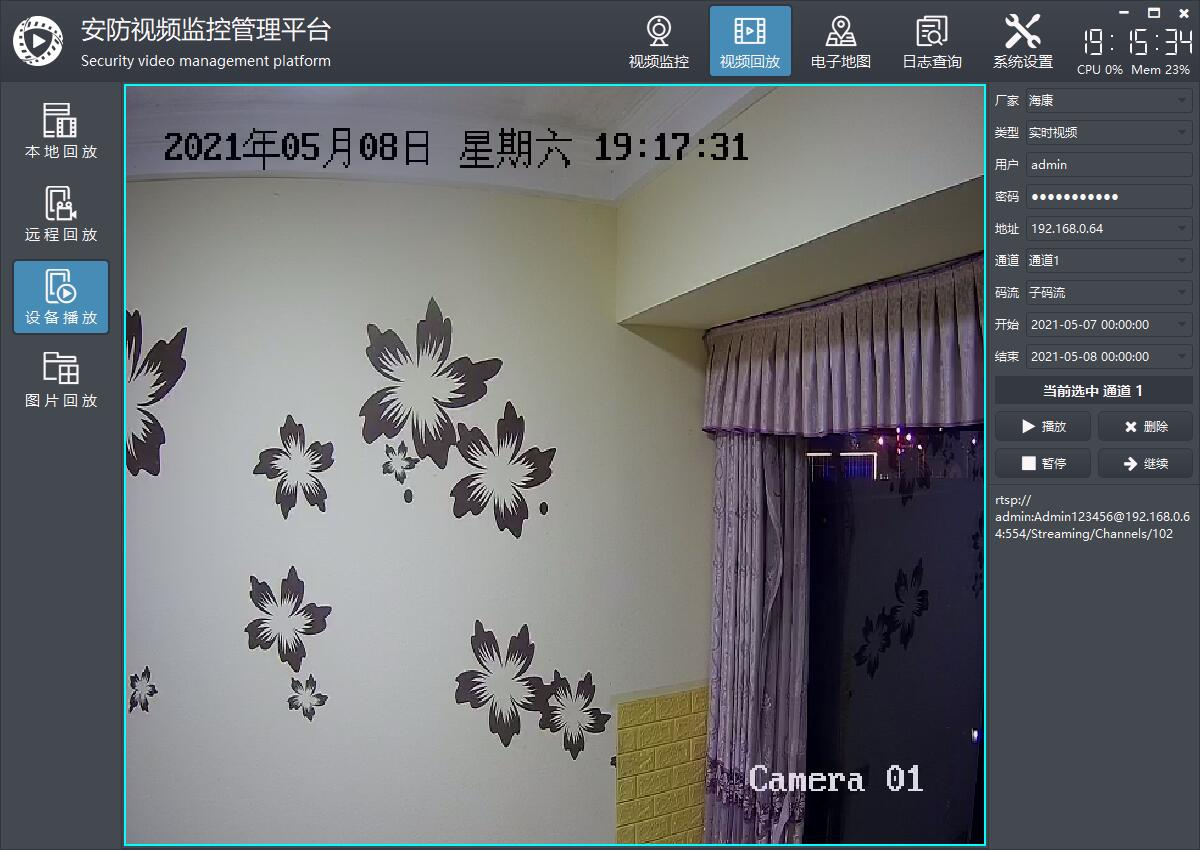 安防视频监控管理平台
Security video management platform
视频监控
视频回放
电子地图
日志查询
系统设置
19:15:34
CPU 0% Mem 23%
本地回放
远程回放
设备播放
图片回放
2021年05月08日 星期六 19:17:31
Camera 01
厂家 海康
类型 实时视频
用户 admin
密码 ●●●●●●●●●●●
地址 192.168.0.64
通道 通道1
码流 子码流
开始 2021-05-07 00:00:00
结束 2021-05-08 00:00:00
当前选中 通道 1
播放 删除
暂停 继续
rtsp://
admin:Admin123456@192.168.0.6
4:554/Streaming/Channels/102